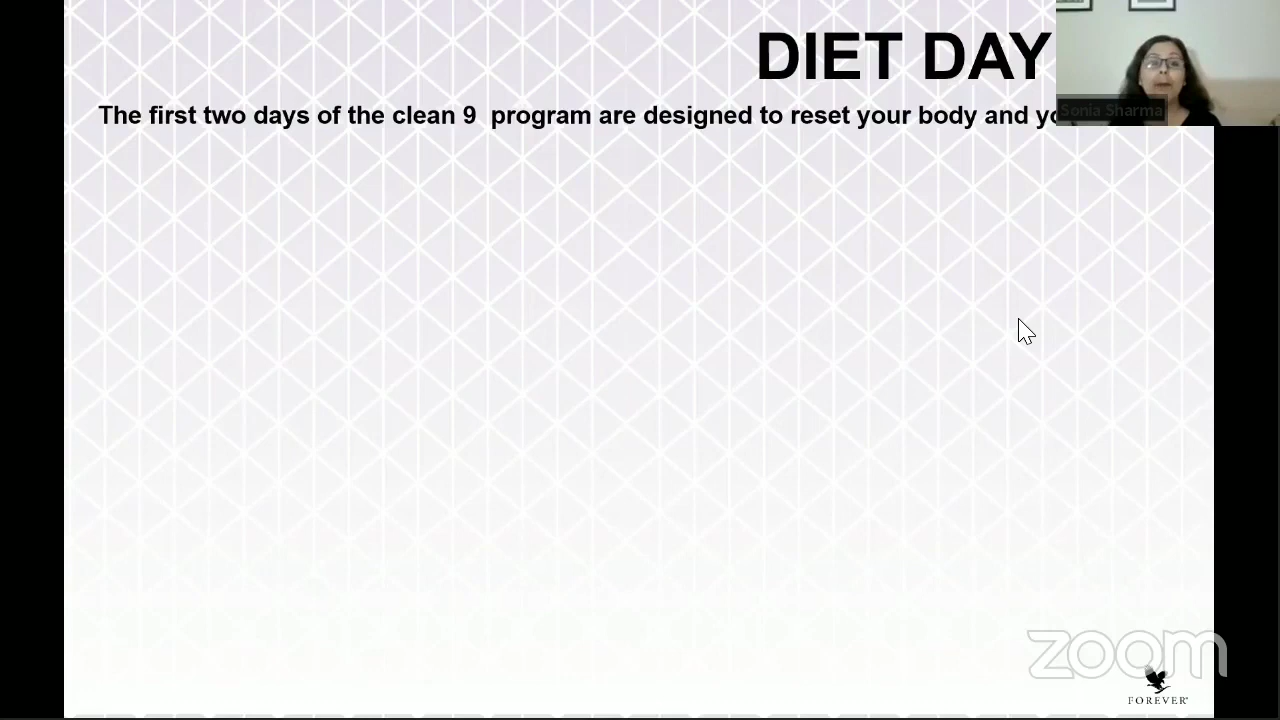 DIET DAY
The first two days of the clean 9 program are designed to reset your body and yo
Sonia Sharma
zoom
FOREVER